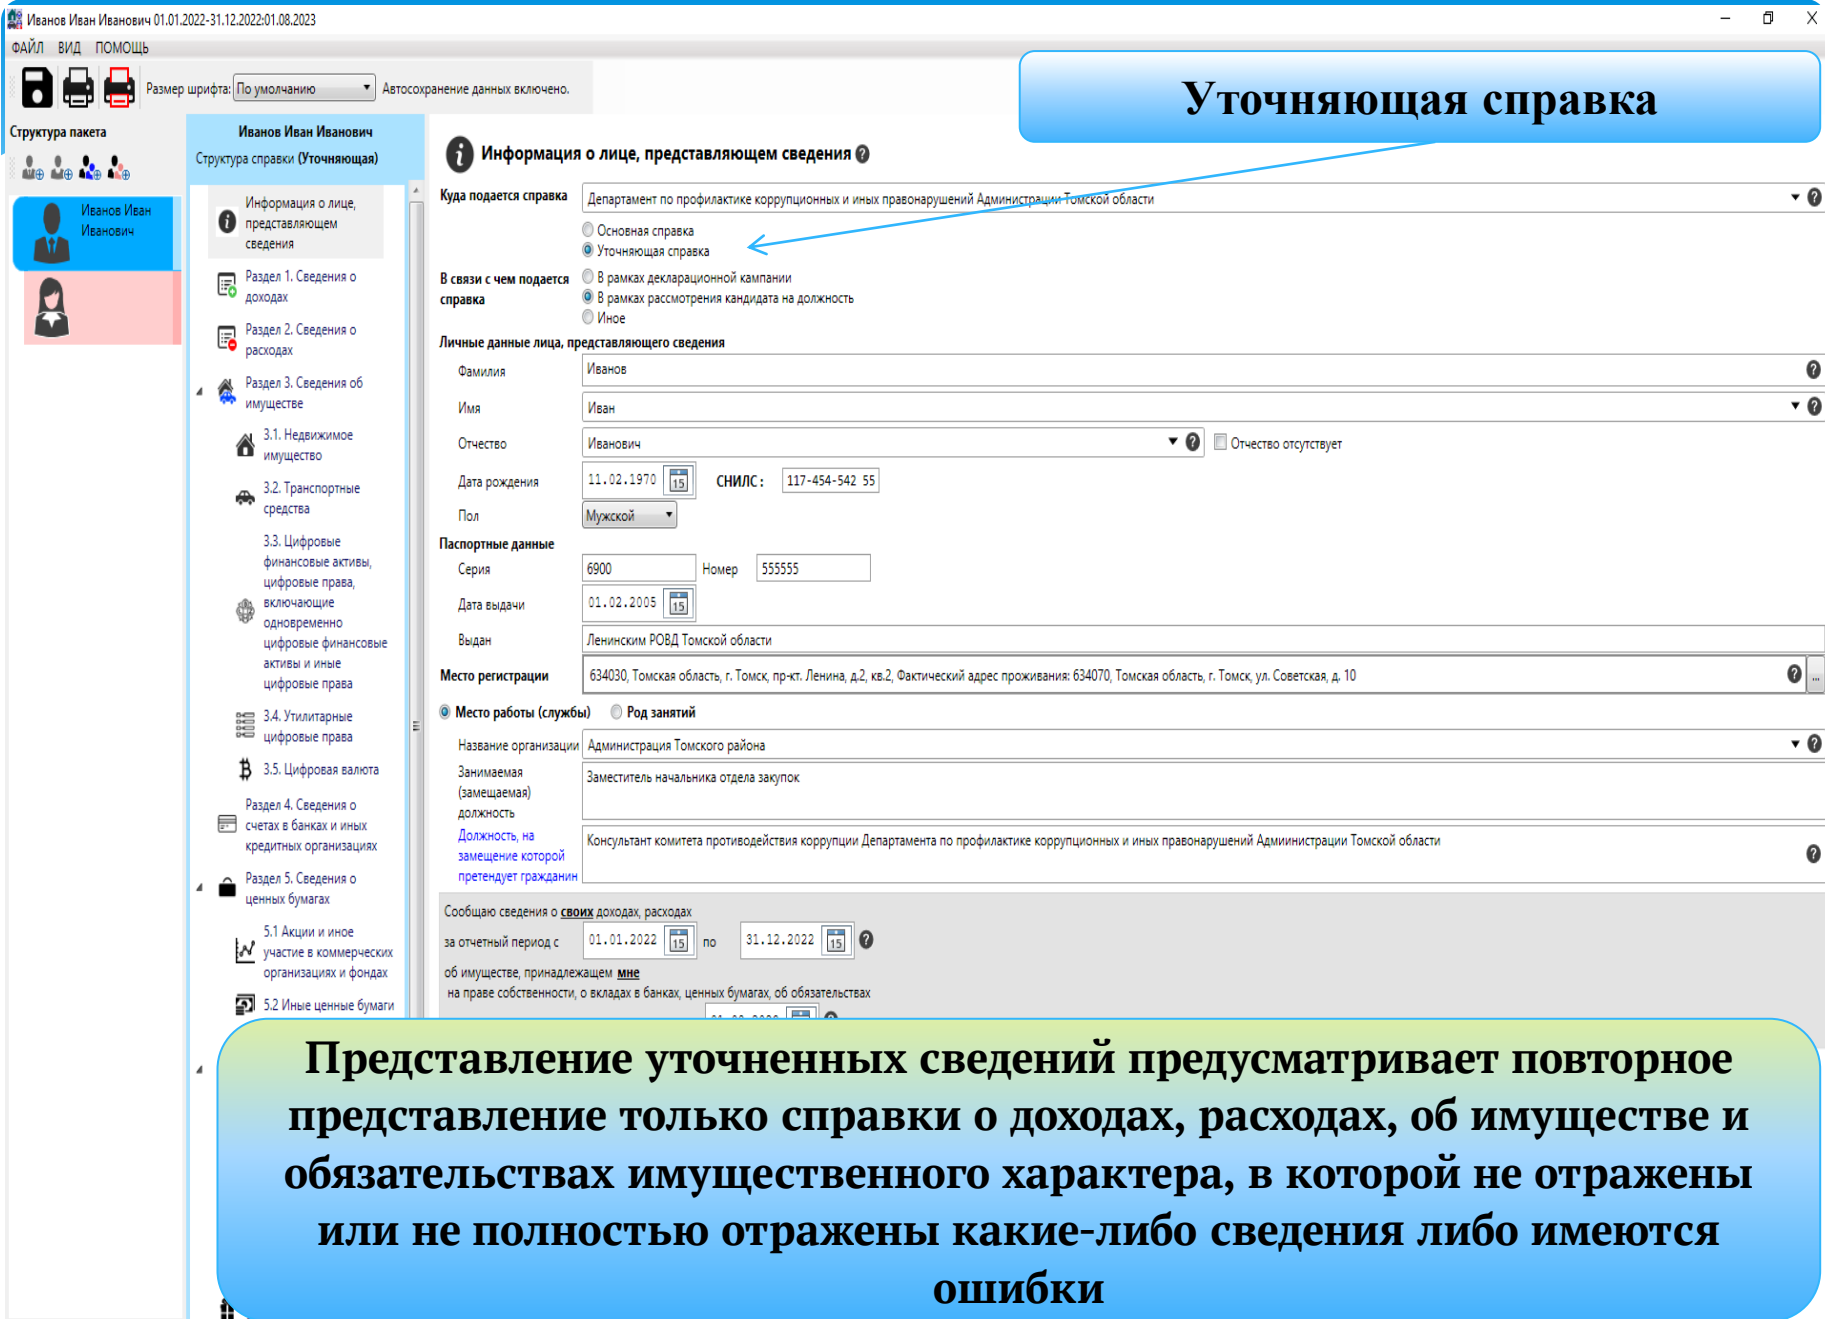 Иванов Иван Иванович 01.01.2022-31.12.2022:01.08.2023
ФАЙЛ ВИД ПОМОЩЬ
Размер шрифта: По умолчанию Автосохранение данных включено.
Уточняющая справка
Структура пакета
Иванов Иван
Иванович
Иванов Иван Иванович
Структура справки (Уточняющая)
Информация о лице,
представляющем
сведения
Раздел 1. Сведения о
доходах
Раздел 2. Сведения о
расходах
Раздел 3. Сведения об
имуществе
3.1. Недвижимое
имущество
3.2. Транспортные
средства
3.3. Цифровые
финансовые активы,
цифровые права,
включающие
одновременно
цифровые финансовые
активы и иные
цифровые права
3.4. Утилитарные
цифровые права
3.5. Цифровая валюта
Раздел 4. Сведения о
счетах в банках и иных
кредитных организациях
Раздел 5. Сведения о
ценных бумагах
5.1 Акции и иное
участие в коммерческих
организациях и фондах
5.2 Иные ценные бумаги
Информация о лице, представляющем сведения
Куда подается справка Департамент по профилактике коррупционных и иных правонарушений Администрации Томской области
Основная справка
Уточняющая справка
В связи с чем подается
справка
В рамках декларационной кампании
В рамках рассмотрения кандидата на должность
Иное
Личные данные лица, представляющего сведения
Фамилия Иванов
Имя Иван
Отчество Иванович Отчество отсутствует
Дата рождения 11.02.1970 15 СНИЛС : 117-454-542 55
Пол Мужской
Паспортные данные
Серия 6900 Номер 555555
Дата выдачи 01.02.2005 15
Выдан Ленинским РОВД Томской области
Место регистрации 634030, Томская область, г. Томск, пр-кт. Ленина, д.2, кв.2, Фактический адрес проживания: 634070, Томская область, г. Томск, ул. Советская, д. 10 ...
Место работы (службы) Род занятий
Название организации Администрация Томского района
Занимаемая
(замещаемая)
должность
Заместитель начальника отдела закупок
Должность, на
замещение которой
претендует гражданин
Консультант комитета противодействия коррупции Департамента по профилактике коррупционных и иных правонарушений Адмиинистрации Томской области
Сообщаю сведения о своих доходах, расходах
за отчетный период с 01.01.2022 15 по 31.12.2022 15
об имуществе, принадлежащем мне
на праве собственности, о вкладах в банках, ценных бумагах, об обязательствах
Представление уточненных сведений предусматривает повторное
представление только справки о доходах, расходах, об имуществе и
обязательствах имущественного характера, в которой не отражены
или не полностью отражены какие-либо сведения либо имеются
ошибки